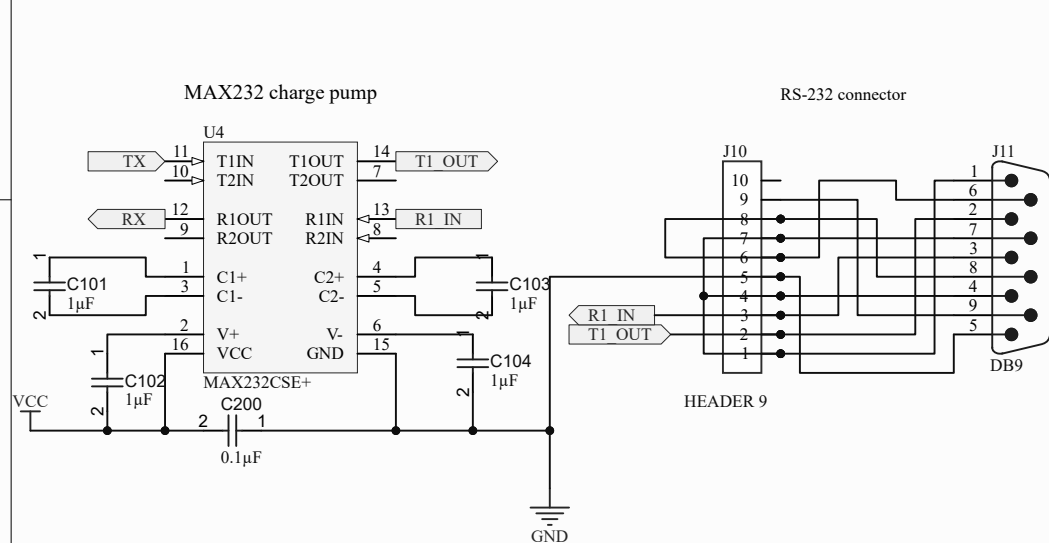 MAX232 charge pump
RS-232 connector
U4
TX 11 T1IN T1OUT 14 T1_OUT
10 T2IN T2OUT 7
RX 12 R1OUT R1IN 13 R1_IN
9 R2OUT R2IN 8
1 C101 1µF 2
1 C1+ C2+ 4
3 C1- C2- 5
1 C103 1µF 2
2 V+ V- 6
16 VCC GND 15
MAX232CSE+
1 C102 1µF 2
1 C104 1µF 2
VCC
C200
2 1
0.1µF
GND
J10
10
9
8
7
6
5
4
R1_IN 3
T1_OUT 2
1
HEADER 9
J11
1
6
2
7
3
8
4
9
5
DB9